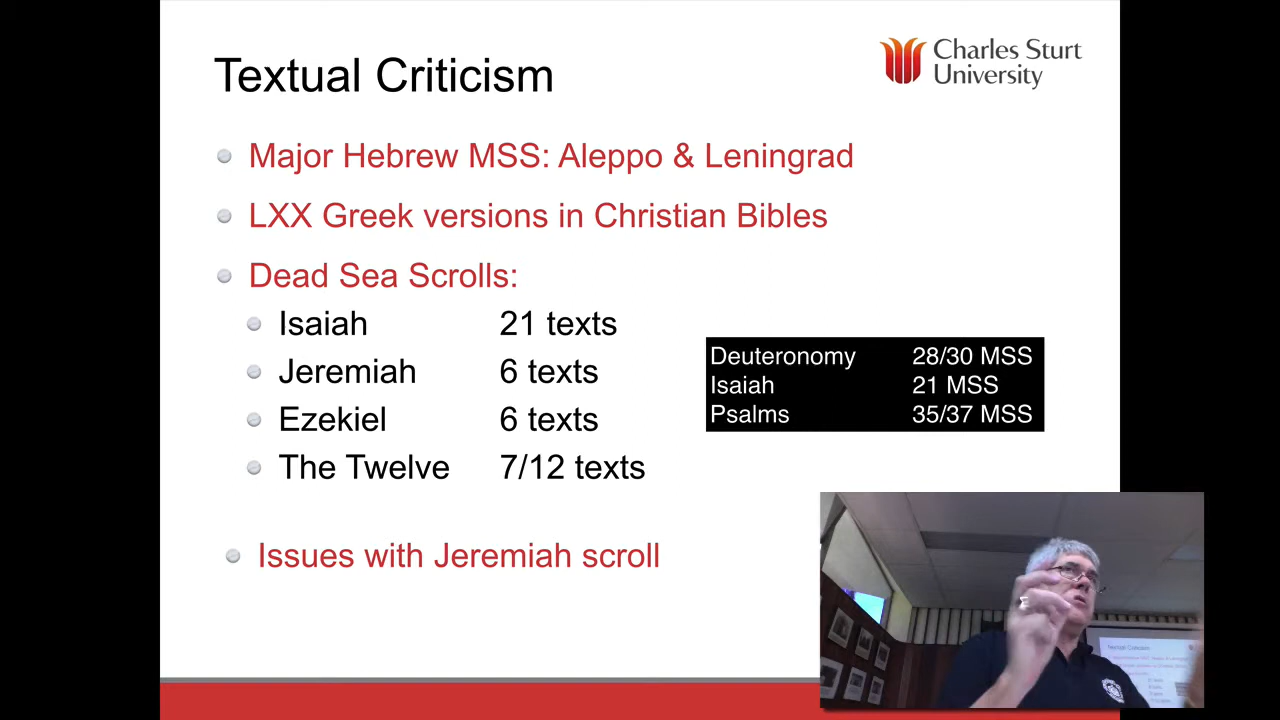 Textual Criticism
Charles Sturt
University
Major Hebrew MSS: Aleppo & Leningrad
LXX Greek versions in Christian Bibles
Dead Sea Scrolls:
Isaiah 21 texts
Jeremiah 6 texts
Ezekiel 6 texts
The Twelve 7/12 texts
Deuteronomy 28/30 MSS
Isaiah 21 MSS
Psalms 35/37 MSS
Issues with Jeremiah scroll
Textual Criticism